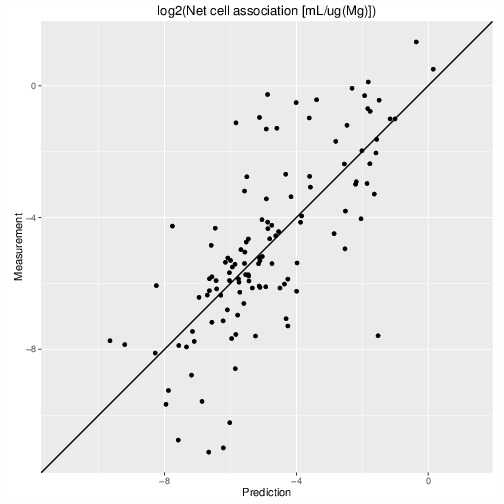 log2(Net cell association [mL/ug(Mg)])
Measurement
0
−4
−8
−8
−4
0
Prediction